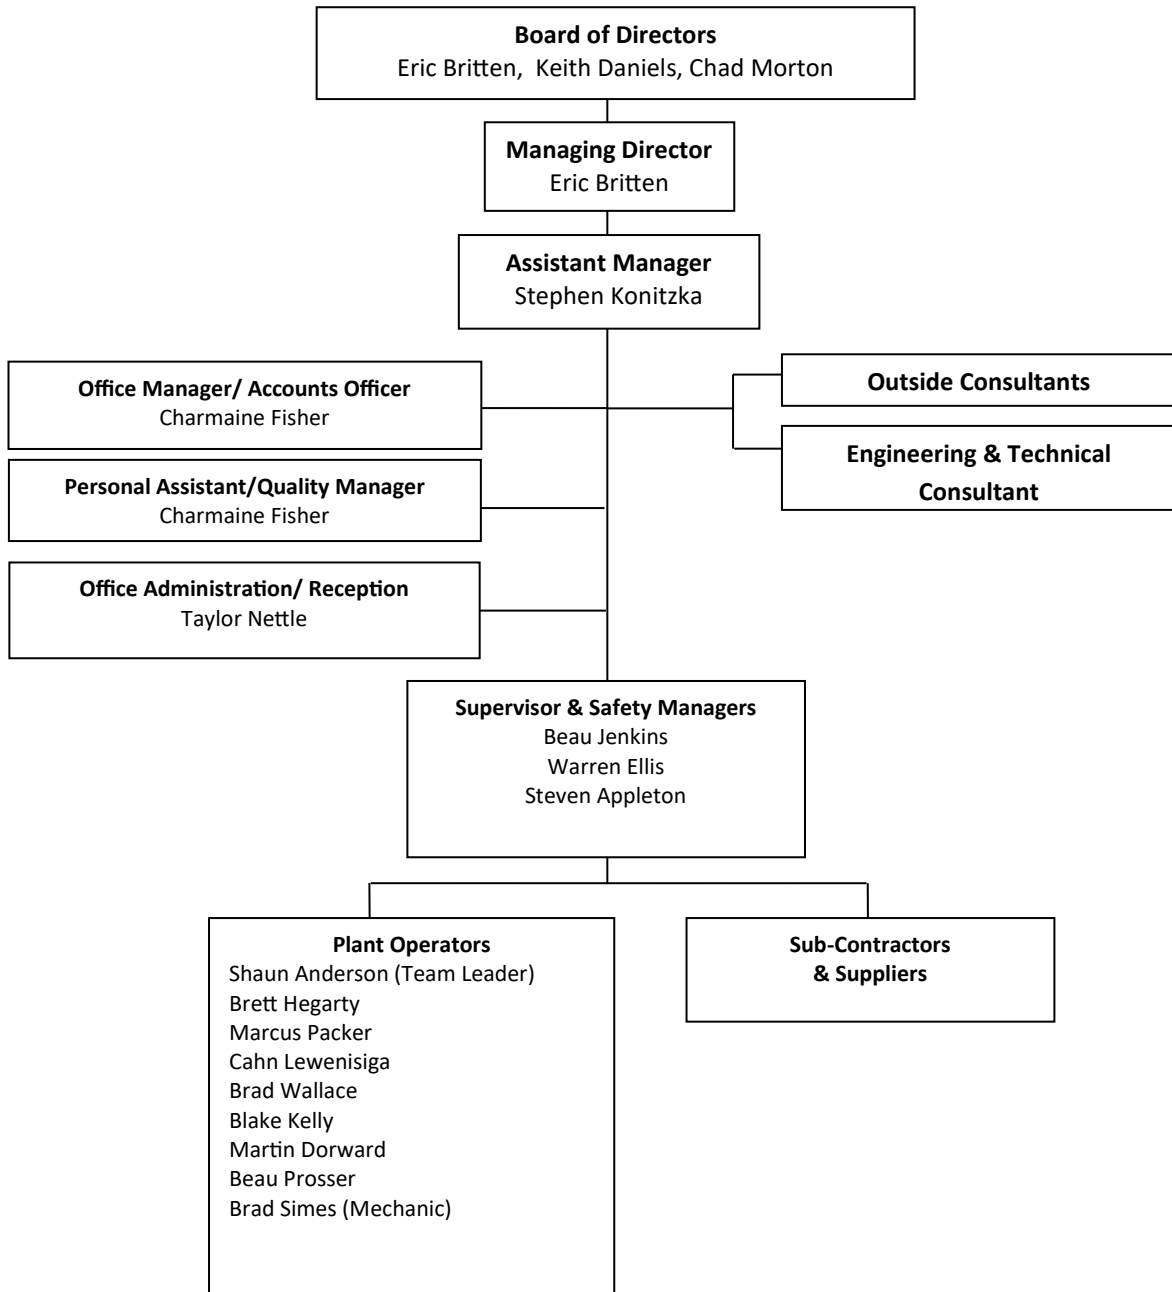 Board of Directors
Eric Britten, Keith Daniels, Chad Morton
Managing Director
Eric Britten
Assistant Manager
Stephen Konitzka
Office Manager/ Accounts Officer
Charmaine Fisher
Outside Consultants
Engineering & Technical
Consultant
Personal Assistant/Quality Manager
Charmaine Fisher
Office Administration/ Reception
Taylor Nettle
Supervisor & Safety Managers
Beau Jenkins
Warren Ellis
Steven Appleton
Plant Operators
Shaun Anderson (Team Leader)
Brett Hegarty
Marcus Packer
Cahn Lewenisiga
Brad Wallace
Blake Kelly
Martin Dorward
Beau Prosser
Brad Simes (Mechanic)
Sub-Contractors
& Suppliers